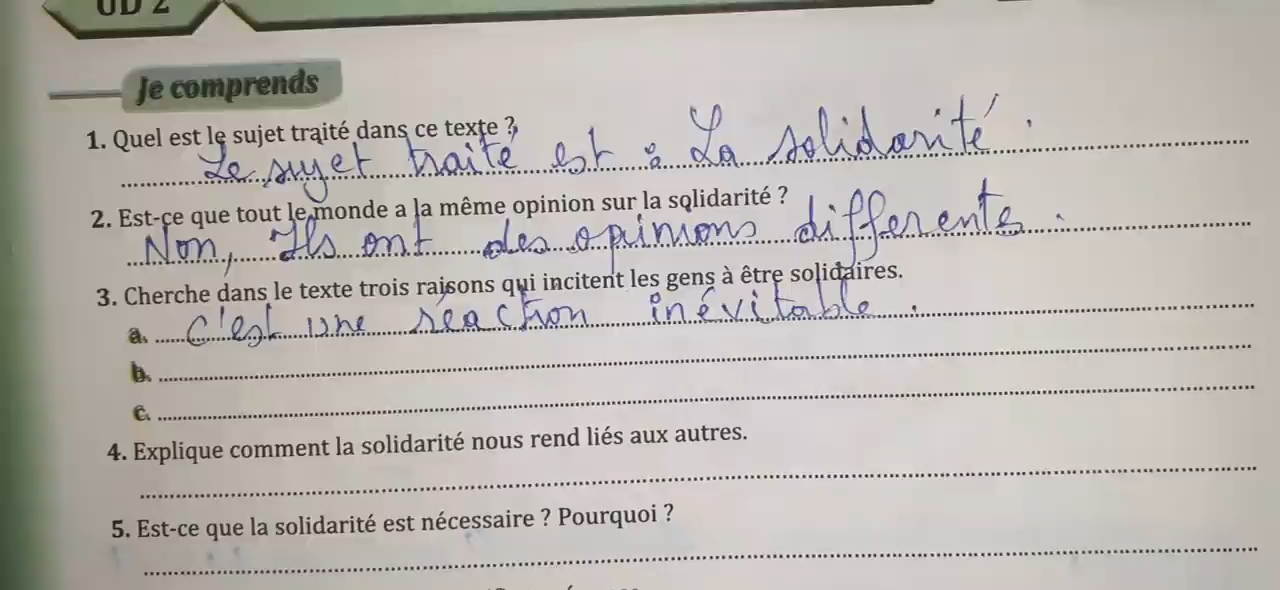 UD 2
Je comprends
1. Quel est le sujet traité dans ce texte ?
Le sujet traité est : La solidarité.
2. Est-ce que tout le monde a la même opinion sur la solidarité ?
Non, Ils ont des opinions differents.
3. Cherche dans le texte trois raisons qui incitent les gens à être solidaires.
a. C'est une réaction inévitable.
b.
c.
4. Explique comment la solidarité nous rend liés aux autres.
5. Est-ce que la solidarité est nécessaire ? Pourquoi ?